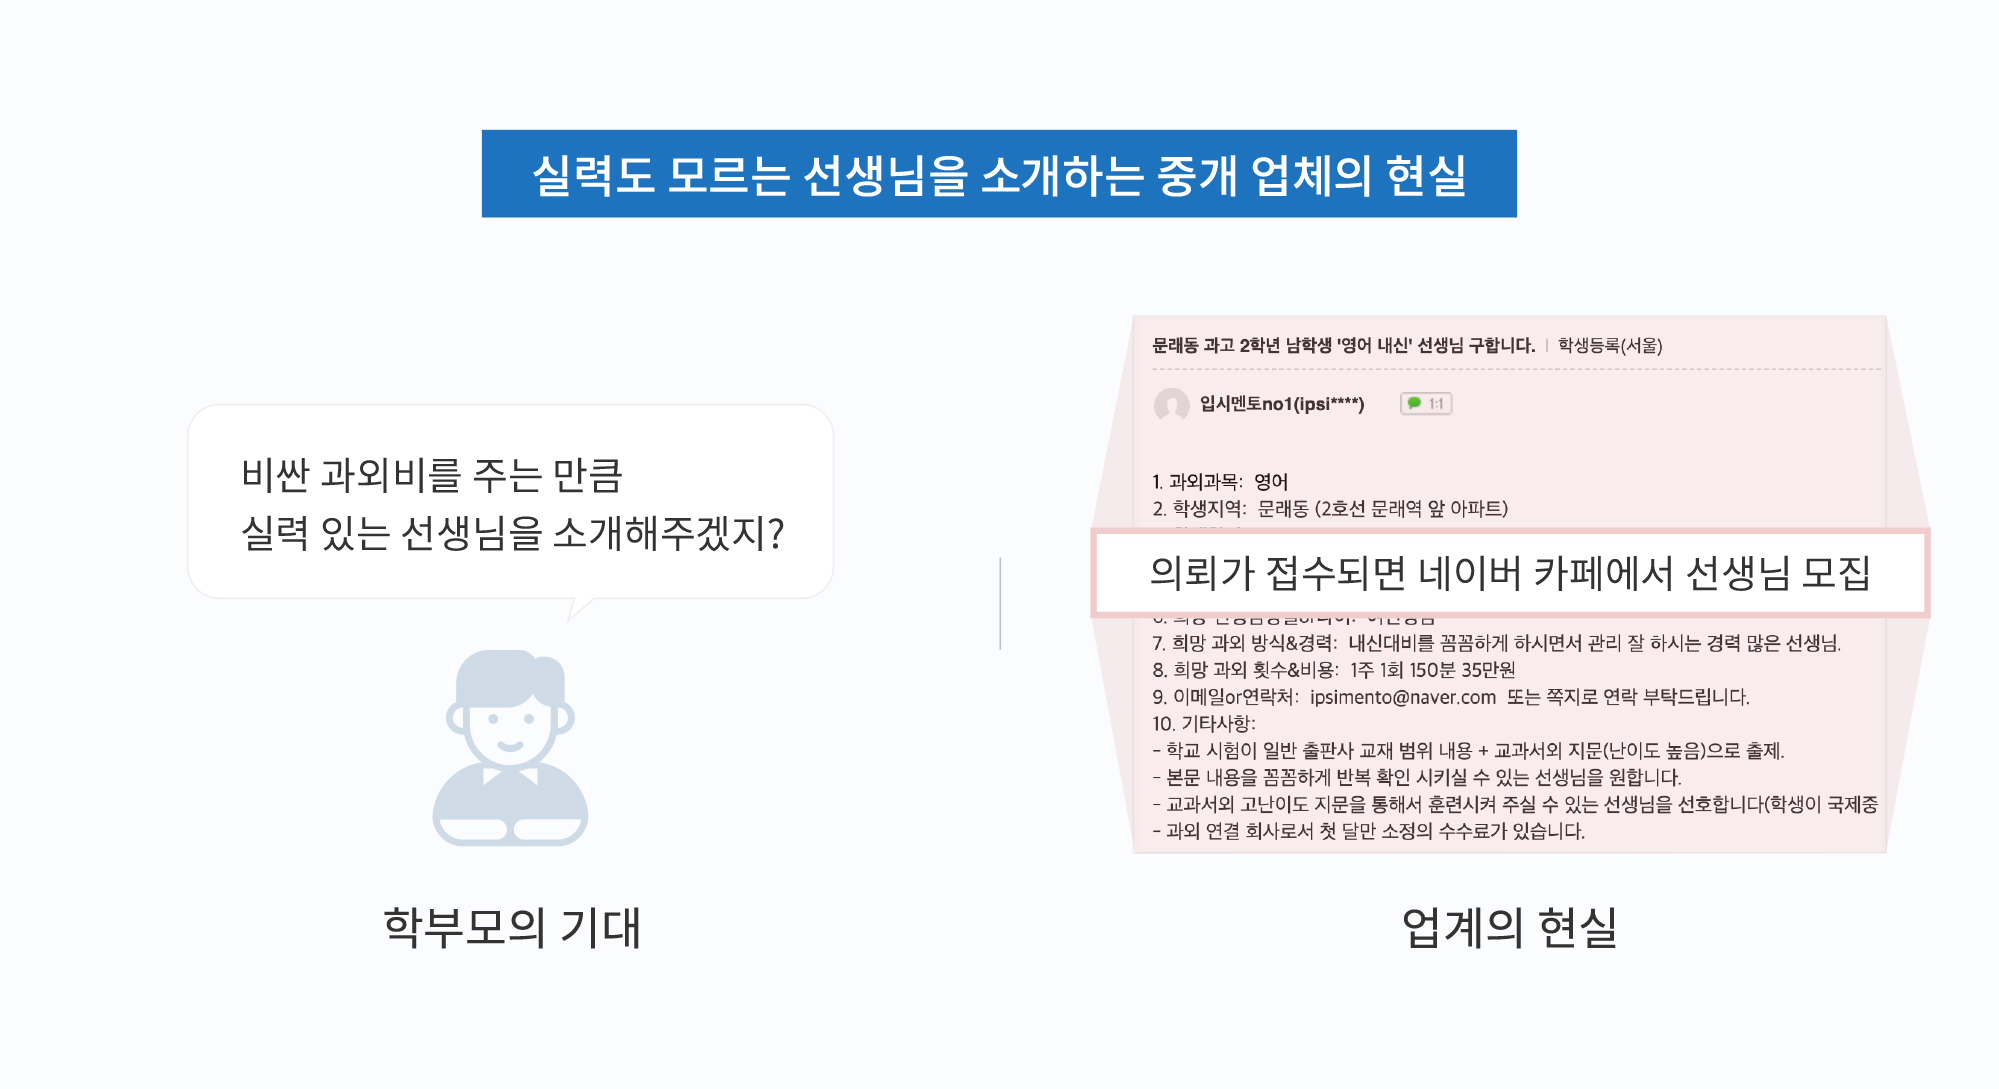 실력도 모르는 선생님을 소개하는 중개 업체의 현실
비싼 과외비를 주는 만큼
실력 있는 선생님을 소개해주겠지?
학부모의 기대
문래동 과고 2학년 남학생 '영어 내신' 선생님 구합니다. | 학생등록(서울)
입시멘토no1(ipsi****) 1:1
1. 과외과목: 영어
2. 학생지역: 문래동 (2호선 문래역 앞 아파트)
의뢰가 접수되면 네이버 카페에서 선생님 모집
7. 희망 과외 방식&경력: 내신대비를 꼼꼼하게 하시면서 관리 잘 하시는 경력 많은 선생님.
8. 희망 과외 횟수&비용: 1주 1회 150분 35만원
9. 이메일or연락처: ipsimento@naver.com 또는 쪽지로 연락 부탁드립니다.
10. 기타사항:
- 학교 시험이 일반 출판사 교재 범위 내용 + 교과서외 지문(난이도 높음)으로 출제.
- 본문 내용을 꼼꼼하게 반복 확인 시키실 수 있는 선생님을 원합니다.
- 교과서외 고난이도 지문을 통해서 훈련시켜 주실 수 있는 선생님을 선호합니다(학생이 국제중
- 과외 연결 회사로서 첫 달만 소정의 수수료가 있습니다.
업계의 현실